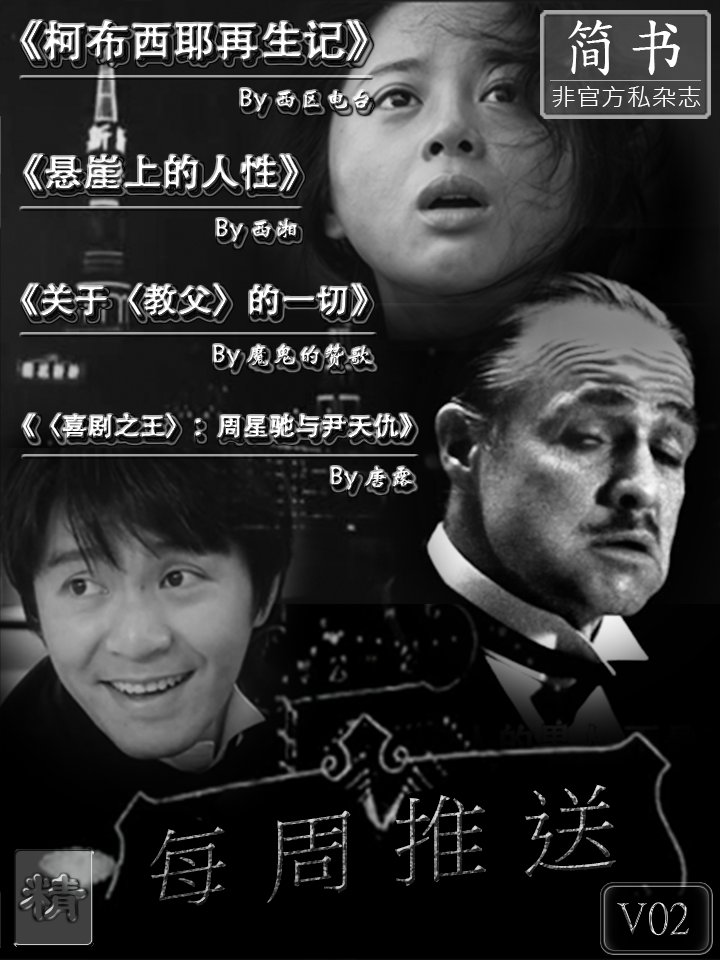 《柯布西耶再生记》
By 西区电台
简书
非官方私杂志
《悬崖上的人性》
By 西湘
《关于〈教父〉的一切》
By 魔鬼的赞歌
《〈喜剧之王〉：周星驰与尹天仇》
By 唐露
每周推送
精
V02